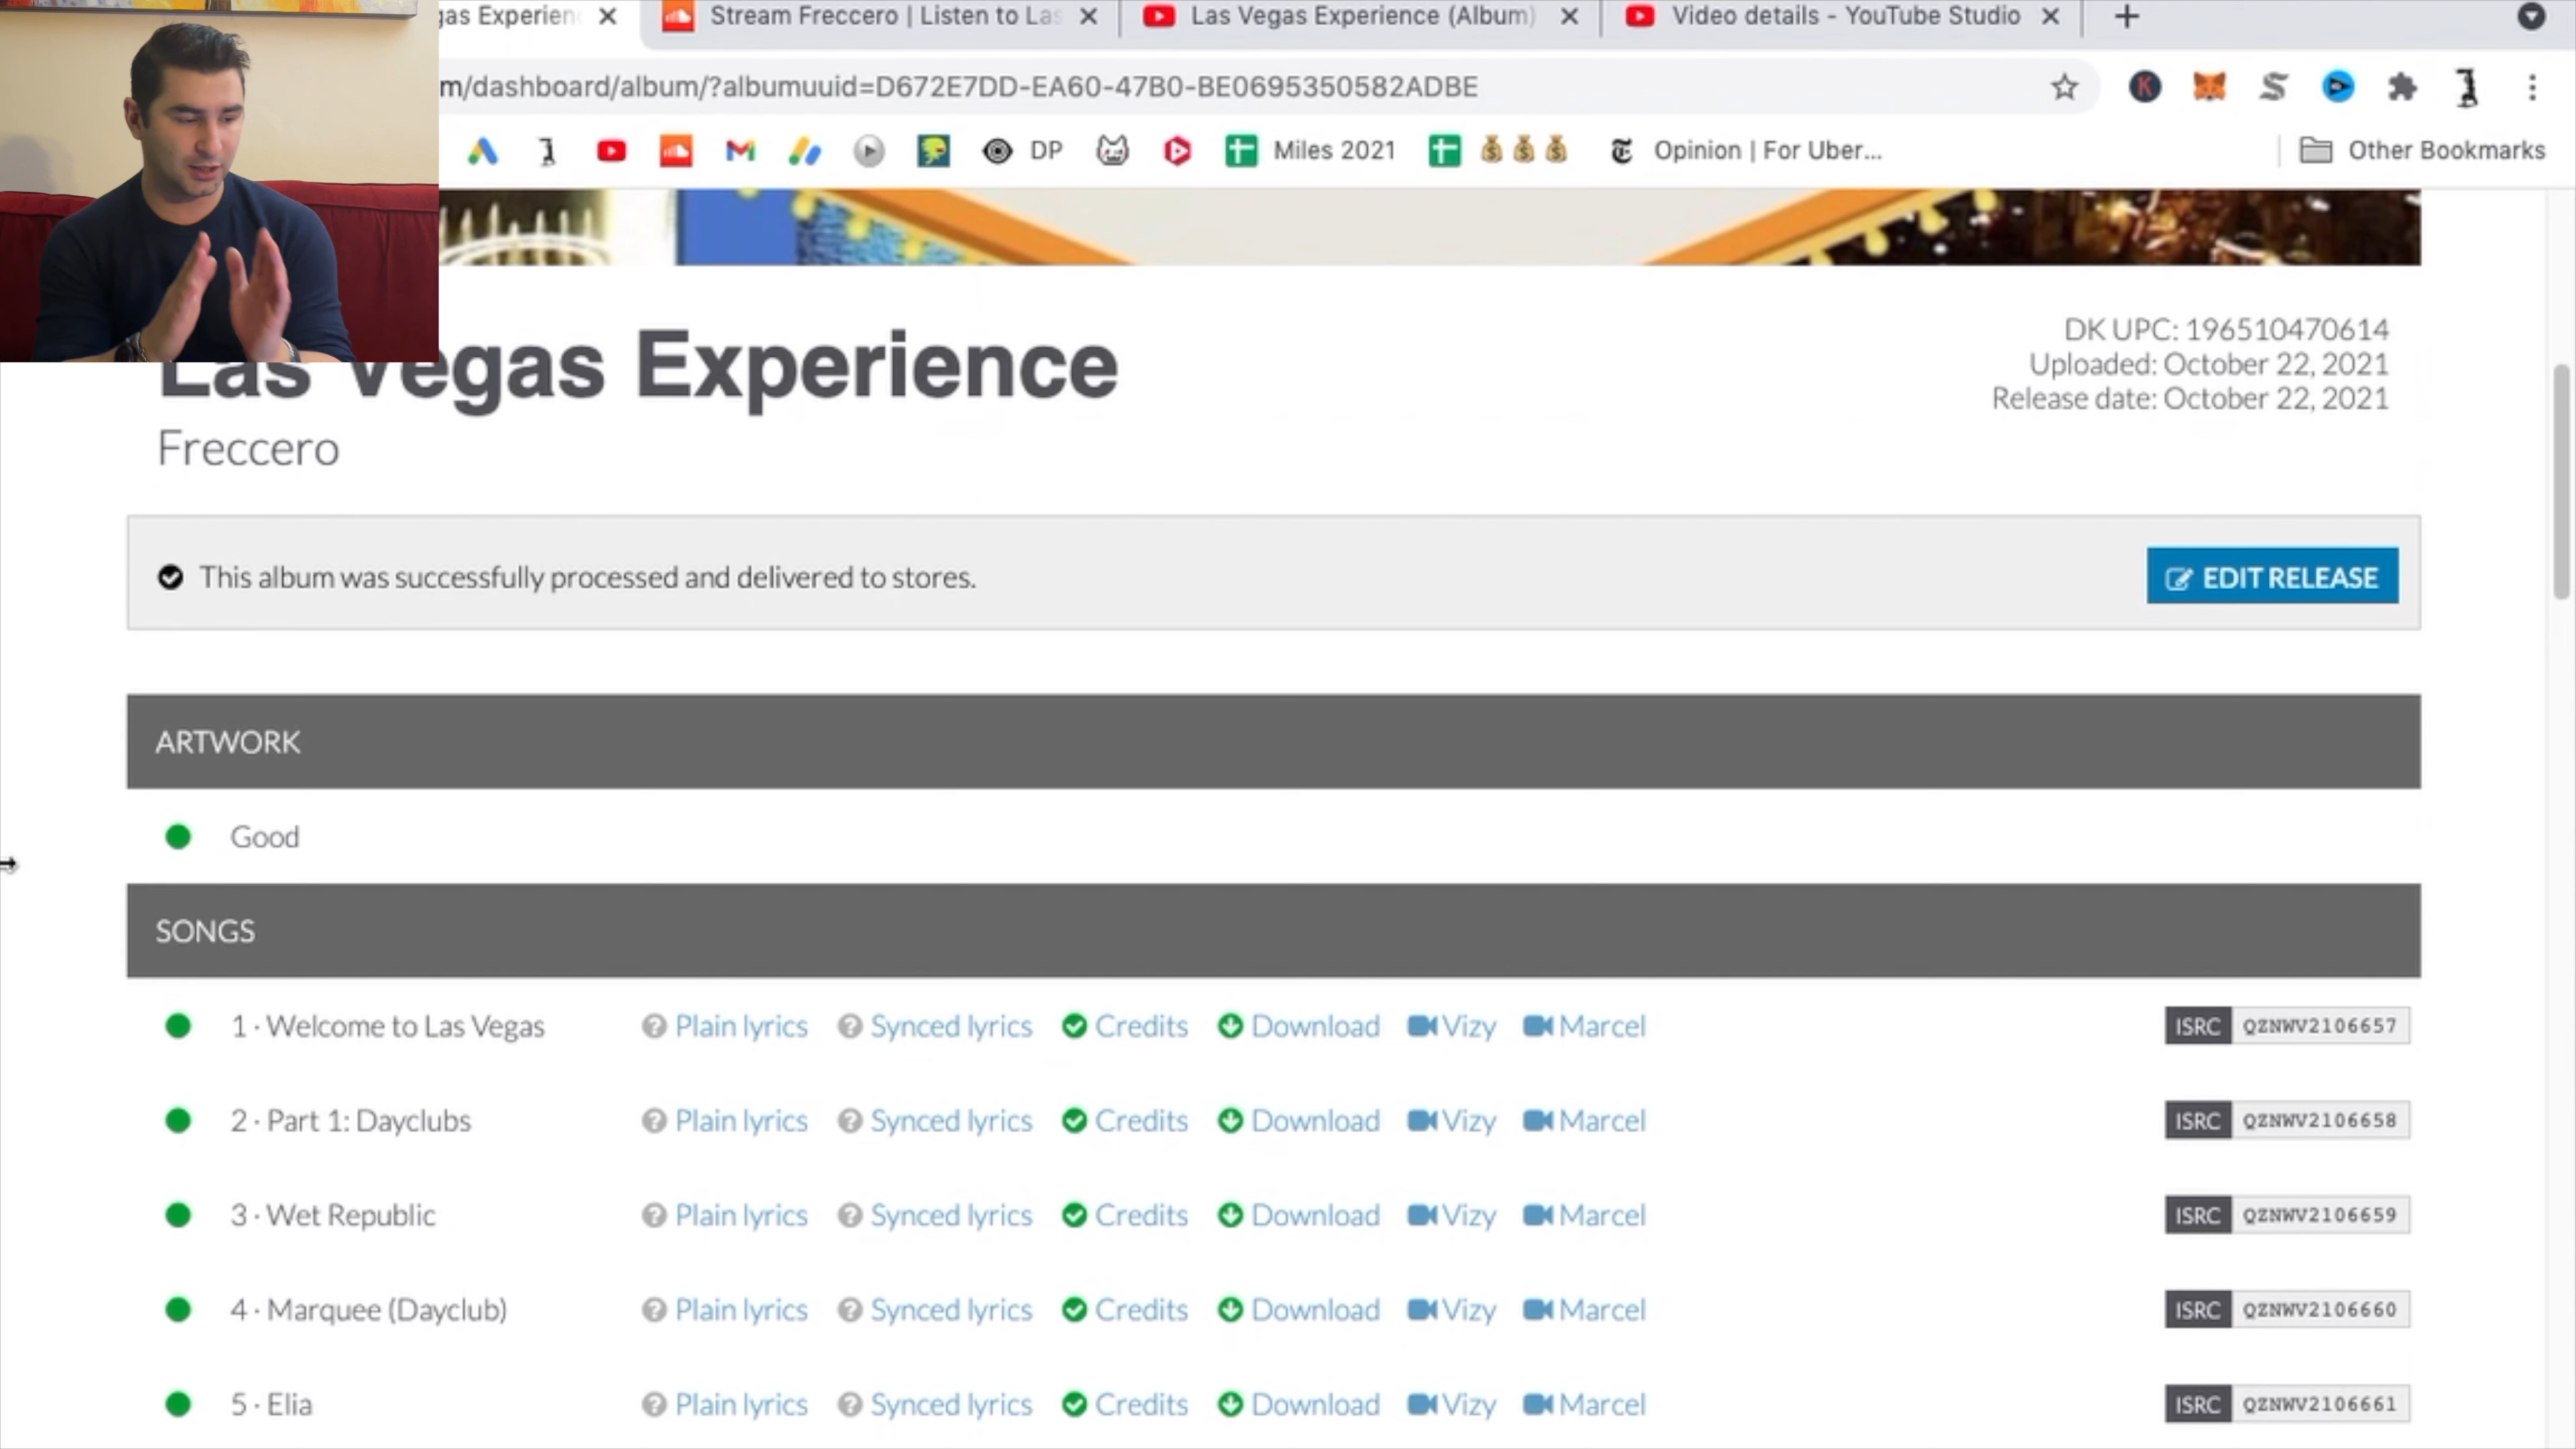 gas Experien
Stream Freccero | Listen to Las
Las Vegas Experience (Album)
Video details - YouTube Studio
m/dashboard/album/?albumuuid=D672E7DD-EA60-47B0-BE0695350582ADBE
DP
Miles 2021
Opinion | For Uber...
Other Bookmarks
Las Vegas Experience
Freccero
DK UPC: 196510470614
Uploaded: October 22, 2021
Release date: October 22, 2021
This album was successfully processed and delivered to stores.
EDIT RELEASE
ARTWORK
Good
SONGS
1 · Welcome to Las Vegas Plain lyrics Synced lyrics Credits Download Vizy Marcel ISRC QZNWV2106657
2 · Part 1: Dayclubs Plain lyrics Synced lyrics Credits Download Vizy Marcel ISRC QZNWV2106658
3 · Wet Republic Plain lyrics Synced lyrics Credits Download Vizy Marcel ISRC QZNWV2106659
4 · Marquee (Dayclub) Plain lyrics Synced lyrics Credits Download Vizy Marcel ISRC QZNWV2106660
5 · Elia Plain lyrics Synced lyrics Credits Download Vizy Marcel ISRC QZNWV2106661